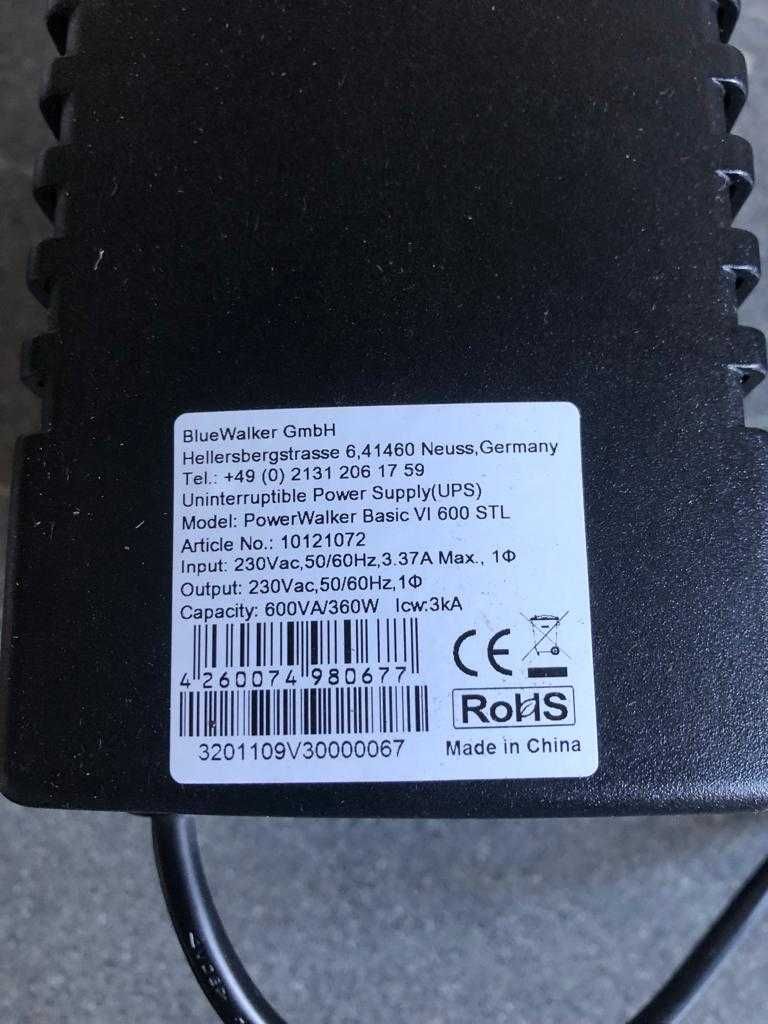 BlueWalker GmbH
Hellersbergstrasse 6,41460 Neuss,Germany
Tel.: +49 (0) 2131 206 17 59
Uninterruptible Power Supply(UPS)
Model: PowerWalker Basic VI 600 STL
Article No.: 10121072
Input: 230Vac,50/60Hz,3.37A Max., 1Φ
Output: 230Vac,50/60Hz,1Φ
Capacity: 600VA/360W Icw:3kA
4 260074 980677
CE
RoHS
3201109V30000067
Made in China